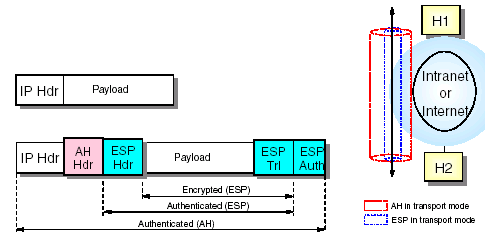 H1
IP Hdr
Payload
Intranet
or
Internet
IP Hdr
AH
Hdr
ESP
Hdr
Payload
ESP
Trl
ESP
Auth
H2
Encrypted (ESP)
Authenticated (ESP)
Authenticated (AH)
AH in transport mode
ESP in transport mode